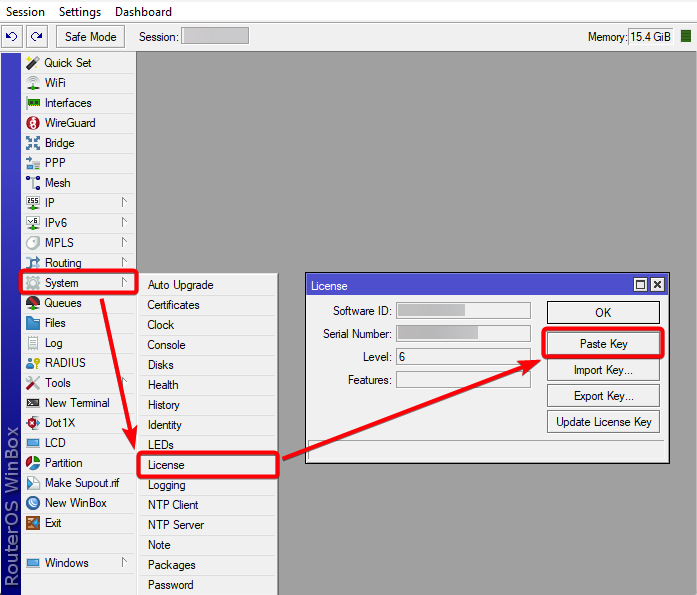 Session Settings Dashboard
Safe Mode Session: Memory: 15.4 GiB
Quick Set
WiFi
Interfaces
WireGuard
Bridge
PPP
Mesh
IP
IPv6
MPLS
Routing
System
Queues
Files
Log
RADIUS
Tools
New Terminal
Dot1X
LCD
Partition
Make Supout.rif
New WinBox
Exit
Windows
RouterOS WinBox
Auto Upgrade
Certificates
Clock
Console
Disks
Health
History
Identity
LEDs
License
Logging
NTP Client
NTP Server
Note
Packages
Password
License
Software ID:
Serial Number:
Level: 6
Features:
OK
Paste Key
Import Key...
Export Key...
Update License Key